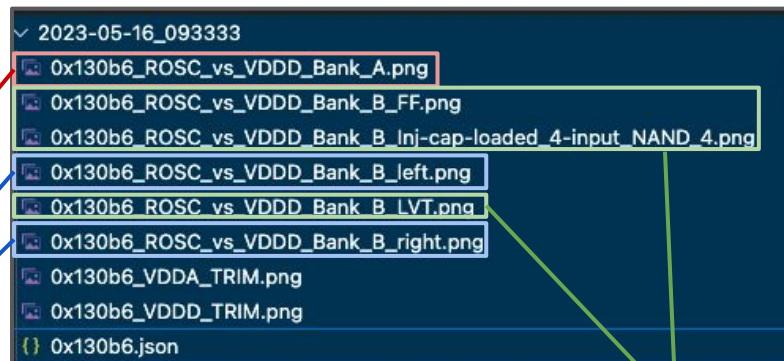 2023-05-16_093333
0x130b6_ROSC_vs_VDDD_Bank_A.png
0x130b6_ROSC_vs_VDDD_Bank_B_FF.png
0x130b6_ROSC_vs_VDDD_Bank_B_Inj-cap-loaded_4-input_NAND_4.png
0x130b6_ROSC_vs_VDDD_Bank_B_left.png
0x130b6_ROSC_vs_VDDD_Bank_B_LVT.png
0x130b6_ROSC_vs_VDDD_Bank_B_right.png
0x130b6_VDDA_TRIM.png
0x130b6_VDDD_TRIM.png
{} 0x130b6.json